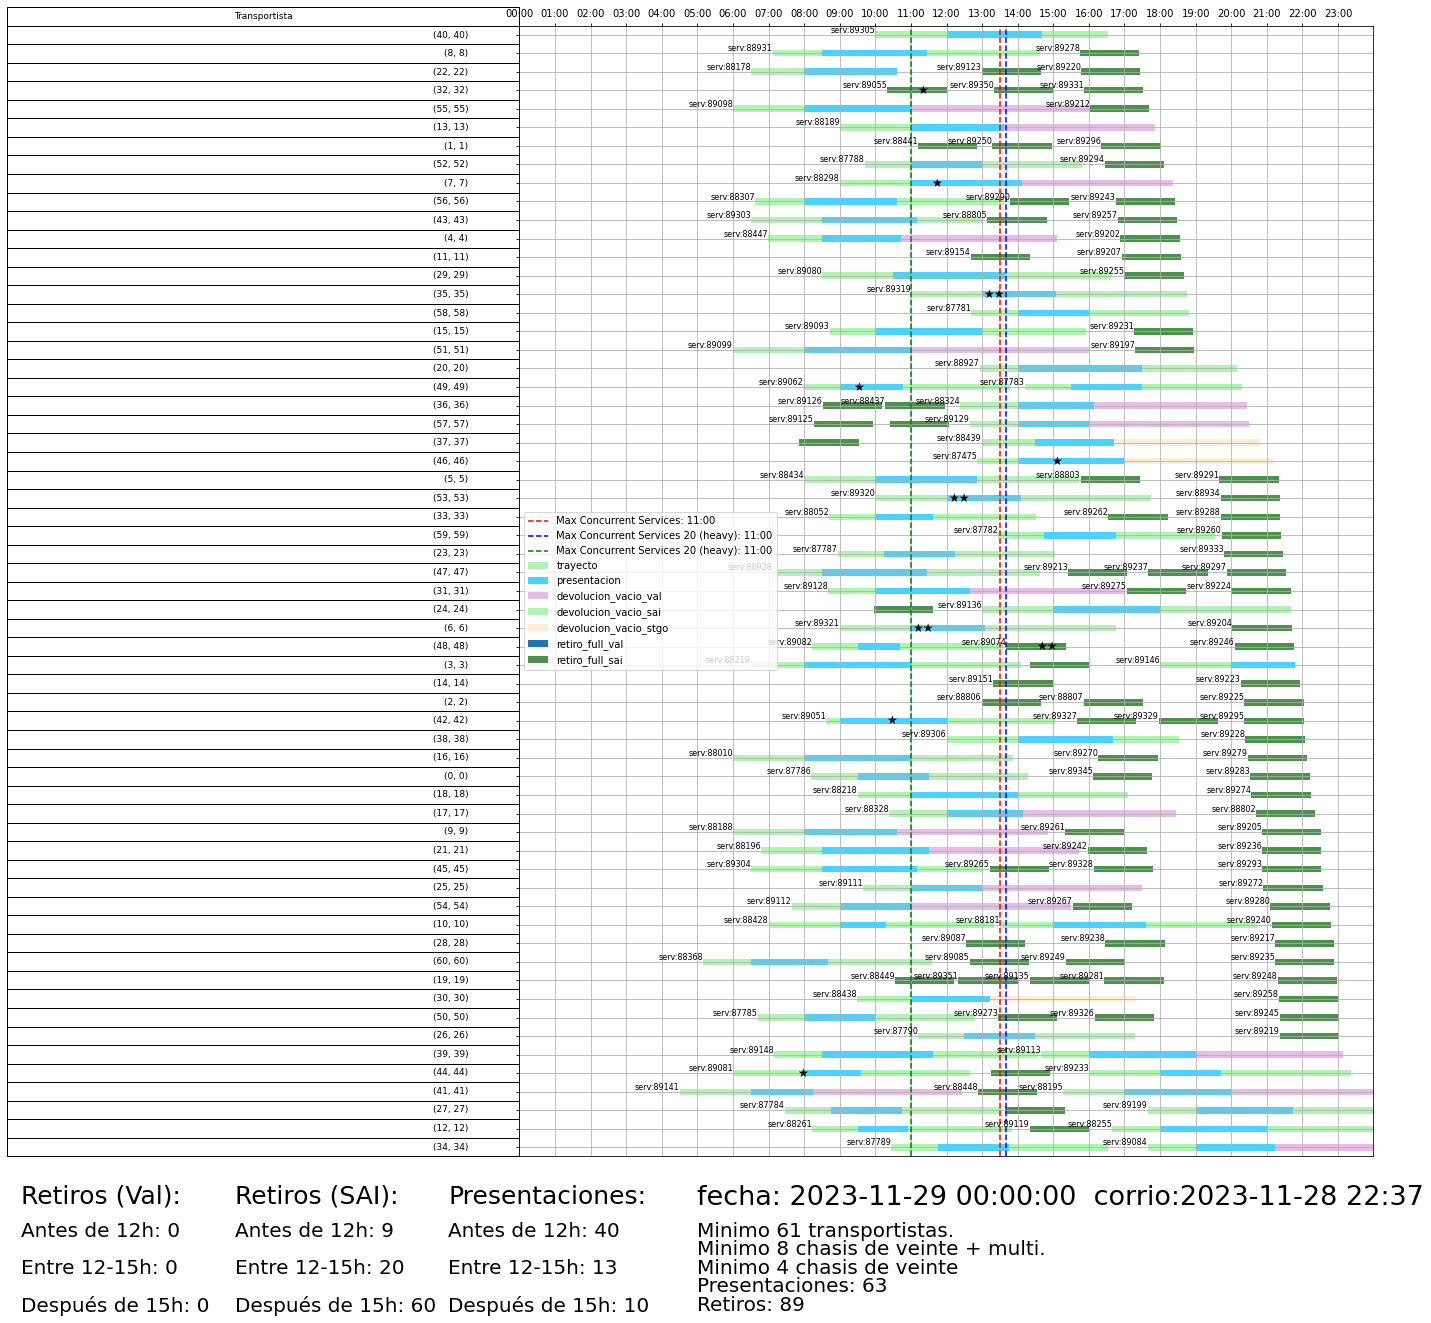 Transportista
00:00 01:00 02:00 03:00 04:00 05:00 06:00 07:00 08:00 09:00 10:00 11:00 12:00 13:00 14:00 15:00 16:00 17:00 18:00 19:00 20:00 21:00 22:00 23:00
(40, 40) serv:89305
(8, 8) serv:88931 serv:89278
(22, 22) serv:88178 serv:89123 serv:89220
(32, 32) serv:89055 serv:89350 serv:89331
(55, 55) serv:89098 serv:89212
(13, 13) serv:88189
(1, 1) serv:88441 serv:89250 serv:89296
(52, 52) serv:87788 serv:89294
(7, 7) serv:88298
(56, 56) serv:88307 serv:89290 serv:89243
(43, 43) serv:89303 serv:88805 serv:89257
(4, 4) serv:88447 serv:89202
(11, 11) serv:89154 serv:89207
(29, 29) serv:89080 serv:89255
(35, 35) serv:89319
(58, 58) serv:87781
(15, 15) serv:89093 serv:89231
(51, 51) serv:89099 serv:89197
(20, 20) serv:88927
(49, 49) serv:89062 serv:87783
(36, 36) serv:89126 serv:88437 serv:88324
(57, 57) serv:89125 serv:89129
(37, 37) serv:88439
(46, 46) serv:87475
(5, 5) serv:88434 serv:88803 serv:89291
(53, 53) serv:89320 serv:88934
(33, 33) serv:88052 serv:89262 serv:89288
(59, 59) serv:87782 serv:89260
(23, 23) serv:87787 serv:89333
(47, 47) serv:88928 serv:89213 serv:89237 serv:89297
(31, 31) serv:89128 serv:89275 serv:89224
(24, 24) serv:89136
(6, 6) serv:89321 serv:89204
(48, 48) serv:89082 serv:89074 serv:89246
(3, 3) serv:88219 serv:89146
(14, 14) serv:89151 serv:89223
(2, 2) serv:88806 serv:88807 serv:89225
(42, 42) serv:89051 serv:89327 serv:89329 serv:89295
(38, 38) serv:89306 serv:89228
(16, 16) serv:88010 serv:89270 serv:89279
(0, 0) serv:87786 serv:89345 serv:89283
(18, 18) serv:88218 serv:89274
(17, 17) serv:88328 serv:88802
(9, 9) serv:88188 serv:89261 serv:89205
(21, 21) serv:88196 serv:89242 serv:89236
(45, 45) serv:89304 serv:89265 serv:89328 serv:89293
(25, 25) serv:89111 serv:89272
(54, 54) serv:89112 serv:89267 serv:89280
(10, 10) serv:88428 serv:88181 serv:89240
(28, 28) serv:89087 serv:89238 serv:89217
(60, 60) serv:88368 serv:89085 serv:89249 serv:89235
(19, 19) serv:88449 serv:89351 serv:89135 serv:89281 serv:89248
(30, 30) serv:88438 serv:89258
(50, 50) serv:87785 serv:89273 serv:89326 serv:89245
(26, 26) serv:87790 serv:89219
(39, 39) serv:89148 serv:89113
(44, 44) serv:89081 serv:89233
(41, 41) serv:89141 serv:88448 serv:88195
(27, 27) serv:87784 serv:89199
(12, 12) serv:88261 serv:89119 serv:88255
(34, 34) serv:87789 serv:89084
Max Concurrent Services: 11:00
Max Concurrent Services 20 (heavy): 11:00
Max Concurrent Services 20 (heavy): 11:00
trayecto
presentacion
devolucion_vacio_val
devolucion_vacio_sai
devolucion_vacio_stgo
retiro_full_val
retiro_full_sai
Retiros (Val):
Antes de 12h: 0
Entre 12-15h: 0
Después de 15h: 0
Retiros (SAI):
Antes de 12h: 9
Entre 12-15h: 20
Después de 15h: 60
Presentaciones:
Antes de 12h: 40
Entre 12-15h: 13
Después de 15h: 10
fecha: 2023-11-29 00:00:00 corrio:2023-11-28 22:37
Minimo 61 transportistas.
Minimo 8 chasis de veinte + multi.
Minimo 4 chasis de veinte
Presentaciones: 63
Retiros: 89